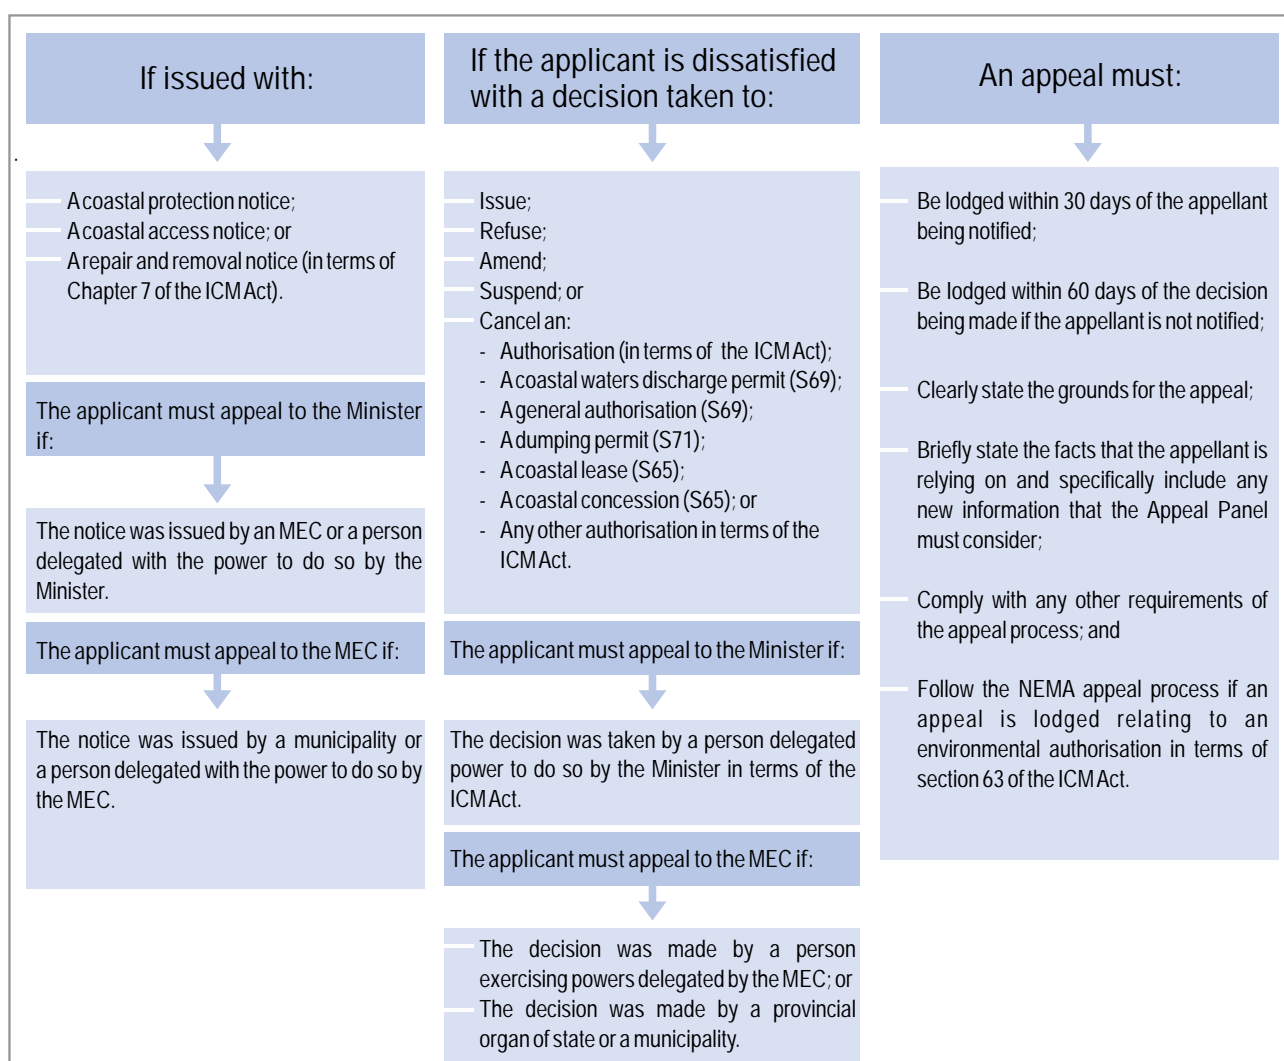 If issued with:
A coastal protection notice;
A coastal access notice; or
A repair and removal notice (in terms of
Chapter 7 of the ICM Act).
The applicant must appeal to the Minister
if:
The notice was issued by an MEC or a person
delegated with the power to do so by the
Minister.
The applicant must appeal to the MEC if:
The notice was issued by a municipality or
a person delegated with the power to do so by
the MEC.
If the applicant is dissatisfied
with a decision taken to:
Issue;
Refuse;
Amend;
Suspend; or
Cancel an:
- Authorisation (in terms of the ICM Act);
- A coastal waters discharge permit (S69);
- A general authorisation (S69);
- A dumping permit (S71);
- A coastal lease (S65);
- A coastal concession (S65); or
- Any other authorisation in terms of the
ICM Act.
The applicant must appeal to the Minister if:
The decision was taken by a person delegated
power to do so by the Minister in terms of the
ICM Act.
The applicant must appeal to the MEC if:
The decision was made by a person
exercising powers delegated by the MEC; or
The decision was made by a provincial
organ of state or a municipality.
An appeal must:
Be lodged within 30 days of the appellant
being notified;
Be lodged within 60 days of the decision
being made if the appellant is not notified;
Clearly state the grounds for the appeal;
Briefly state the facts that the appellant is
relying on and specifically include any
new information that the Appeal Panel
must consider;
Comply with any other requirements of
the appeal process; and
Follow the NEMA appeal process if an
appeal is lodged relating to an
environmental authorisation in terms of
section 63 of the ICM Act.